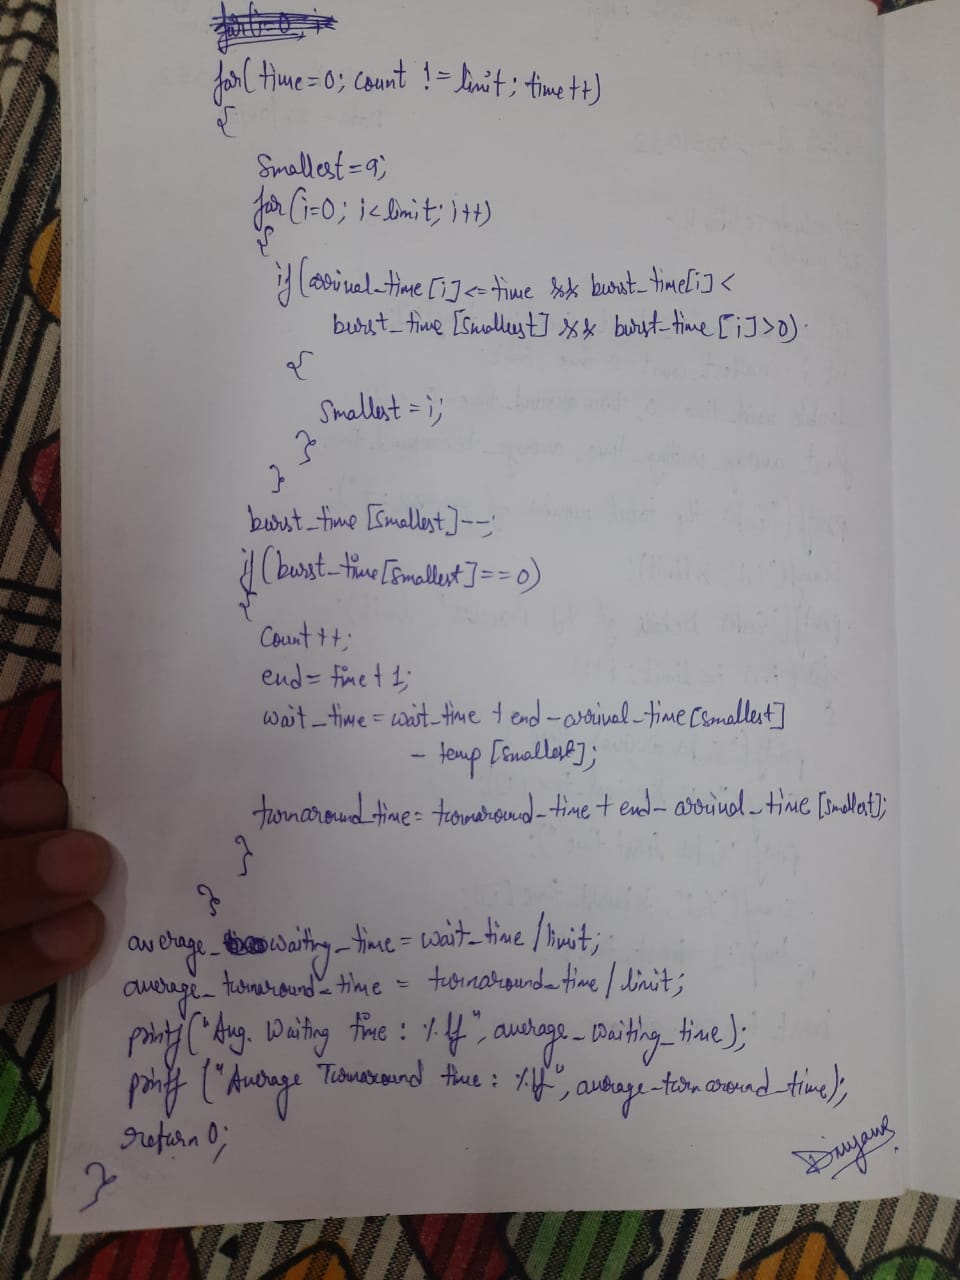 for(time=0; count != limit; time++)
{
smallest=9;
for(i=0; i<limit; i++)
{
if(arrival_time[i]<=time && burst_time[i]<
burst_time[smallest] && burst_time[i]>0)
{
smallest=i;
}
}
burst_time[smallest]--;
if(burst_time[smallest]==0)
{
count++;
end=time+1;
wait_time=wait_time+end-arrival_time[smallest]
-temp[smallest];
turnaround_time=turnaround_time+end-arrival_time[smallest];
}
}
average_waiting_time=wait_time/limit;
average_turnaround_time=turnaround_time/limit;
printf("Avg. Waiting time: %lf", average_waiting_time);
printf("Average Turnaround time: %lf", average_turnaround_time);
return 0;
}